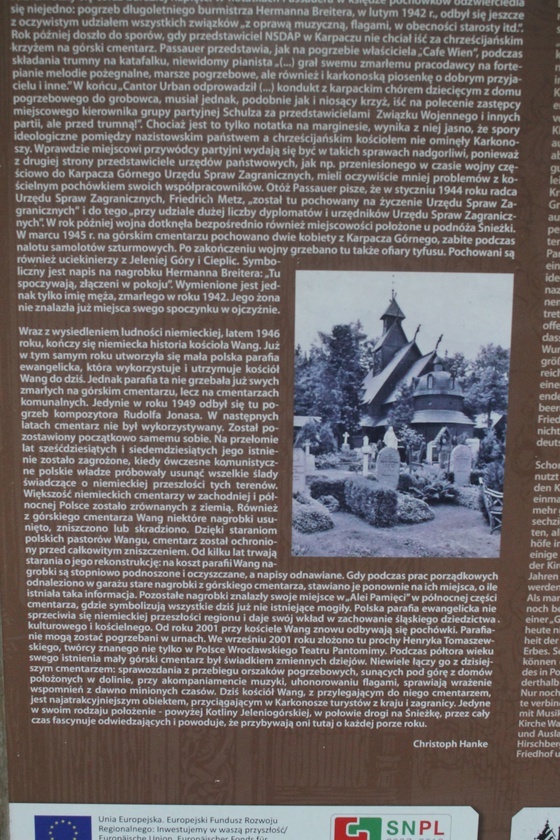 się niejedno: pogrzeb długoletniego burmistrza Hermanna Breitera, w lutym 1942 r., odbył się jeszcze
z oczywistym udziałem wszystkich związków „z oprawą muzyczną, flagami, w obecności starosty itd.".
Rok później doszło do sporów, gdy przedstawiciel NSDAP w Karpaczu nie chciał iść za chrześcijańskim
krzyżem na górski cmentarz. Passauer przedstawia, jak na pogrzebie właściciela „Cafe Wien", podczas
składania trumny na katafalku, niewidomy pianista „(...) grał swemu zmarłemu pracodawcy na forte-
pianie melodie pożegnalne, marsze pogrzebowe, ale również i karkonoską piosenkę o dobrym przyja-
cielu i inne." W końcu „Cantor Urban odprowadził (...) kondukt z karpackim chórem dziecięcym z domu
pogrzebowego do grobowca, musiał jednak, podobnie jak i niosący krzyż, iść na polecenie zastępcy
miejscowego kierownika grupy partyjnej Schulza za przedstawicielami Związku Wojennego i innych
partii, ale przed trumną!". Chociaż jest to tylko notatka na marginesie, wynika z niej jasno, że spory
ideologiczne pomiędzy nazistowskim państwem a chrześcijańskim kościołem nie ominęły Karkono-
szy. Wprawdzie miejscowi przywódcy partyjni wydają się być w takich sprawach nadgorliwi, ponieważ
z drugiej strony przedstawiciele urzędów państwowych, jak np. przeniesionego w czasie wojny czę-
ściowo do Karpacza Górnego Urzędu Spraw Zagranicznych, mieli oczywiście mniej problemów z ko-
ścielnym pochówkiem swoich współpracowników. Otóż Passauer pisze, że w styczniu 1944 roku radca
Urzędu Spraw Zagranicznych, Friedrich Metz, „został tu pochowany na życzenie Urzędu Spraw Za-
granicznych" i do tego „przy udziale dużej liczby dyplomatów i urzędników Urzędu Spraw Zagranicz-
nych". W rok później wojna dotknęła bezpośrednio również miejscowości położone u podnóża Śnieżki.
W marcu 1945 r. na górskim cmentarzu pochowano dwie kobiety z Karpacza Górnego, zabite podczas
nalotu samolotów szturmowych. Po zakończeniu wojny grzebano tu także ofiary tyfusu. Pochowani są
również uciekinierzy z Jeleniej Góry i Cieplic. Symbo-
liczny jest napis na nagrobku Hermanna Breitera: „Tu
spoczywają, złączeni w pokoju". Wymienione jest jed-
nak tylko imię męża, zmarłego w roku 1942. Jego żona
nie znalazła już miejsca swego spoczynku w ojczyźnie.
Wraz z wysiedleniem ludności niemieckiej, latem 1946
roku, kończy się niemiecka historia kościoła Wang. Już
w tym samym roku utworzyła się mała polska parafia
ewangelicka, która wykorzystuje i utrzymuje kościół
Wang do dziś. Jednak parafia ta nie grzebała już swych
zmarłych na górskim cmentarzu, lecz na cmentarzach
komunalnych. Jedynie w roku 1949 odbył się tu po-
grzeb kompozytora Rudolfa Jonasa. W następnych
latach cmentarz nie był wykorzystywany. Został po-
zostawiony początkowo samemu sobie. Na przełomie
lat sześćdziesiątych i siedemdziesiątych jego istnie-
nie zostało zagrożone, kiedy ówczesne komunistycz-
ne polskie władze próbowały usunąć wszelkie ślady
świadczące o niemieckiej przeszłości tych terenów.
Większość niemieckich cmentarzy w zachodniej i pół-
nocnej Polsce zostało zrównanych z ziemią. Również
z górskiego cmentarza Wang niektóre nagrobki usu-
nięto, zniszczono lub skradziono. Dzięki staraniom
polskich pastorów Wangu, cmentarz został ochronio-
ny przed całkowitym zniszczeniem. Od kilku lat trwają
starania o jego rekonstrukcję: na koszt parafii Wang na-
grobki są stopniowo podnoszone i oczyszczane, a napisy odnawiane. Gdy podczas prac porządkowych
odnaleziono w garażu stare nagrobki z górskiego cmentarza, stawiano je ponownie na ich miejsca, o ile
istniała taka informacja. Pozostałe nagrobki znalazły swoje miejsce w „Alei Pamięci" w północnej części
cmentarza, gdzie symbolizują wszystkie dziś już nie istniejące mogiły. Polska parafia ewangelicka nie
sprzeciwia się niemieckiej przeszłości regionu i daje swój wkład w zachowanie śląskiego dziedzictwa
kulturowego i kościelnego. Od roku 2001 przy kościele Wang znowu odbywają się pochówki. Parafia-
nie mogą zostać pogrzebani w urnach. We wrześniu 2001 roku złożono tu prochy Henryka Tomaszew-
skiego, twórcy znanego nie tylko w Polsce Wrocławskiego Teatru Pantomimy. Podczas półtora wieku
swego istnienia mały górski cmentarz był świadkiem zmiennych dziejów. Niewiele łączy go z dzisiej-
szym cmentarzem: sprawozdania z przebiegu orszaków pogrzebowych, sunących pod górę z domów
położonych w dolinie, przy akompaniamencie muzyki, uhonorowaniu flagami, sprawiają wrażenie
wspomnień z dawno minionych czasów. Dziś kościół Wang, z przylegającym do niego cmentarzem,
jest najatrakcyjniejszym obiektem, przyciągającym w Karkonosze turystów z kraju i zagranicy. Jedyne
w swoim rodzaju położenie - powyżej Kotliny Jeleniogórskiej, w połowie drogi na Śnieżkę, przez cały
czas fascynuje odwiedzających i powoduje, że przybywają oni tutaj o każdej porze roku.
Christoph Hanke
Unia Europejska. Europejski Fundusz Rozwoju
Regionalnego: Inwestujemy w waszą przyszłość/
Europäische Union. Europäischer Fonds für
SNPL